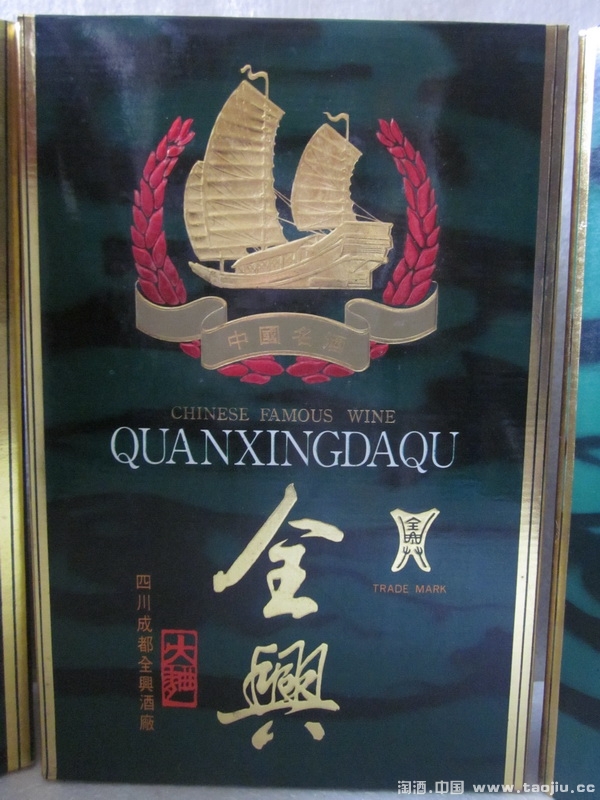 中國名酒
CHINESE FAMOUS WINE
QUANXINGDAQU
全興
TRADE MARK
四川成都全興酒廠
大麯
淘酒.中国 www.taojiu.cc